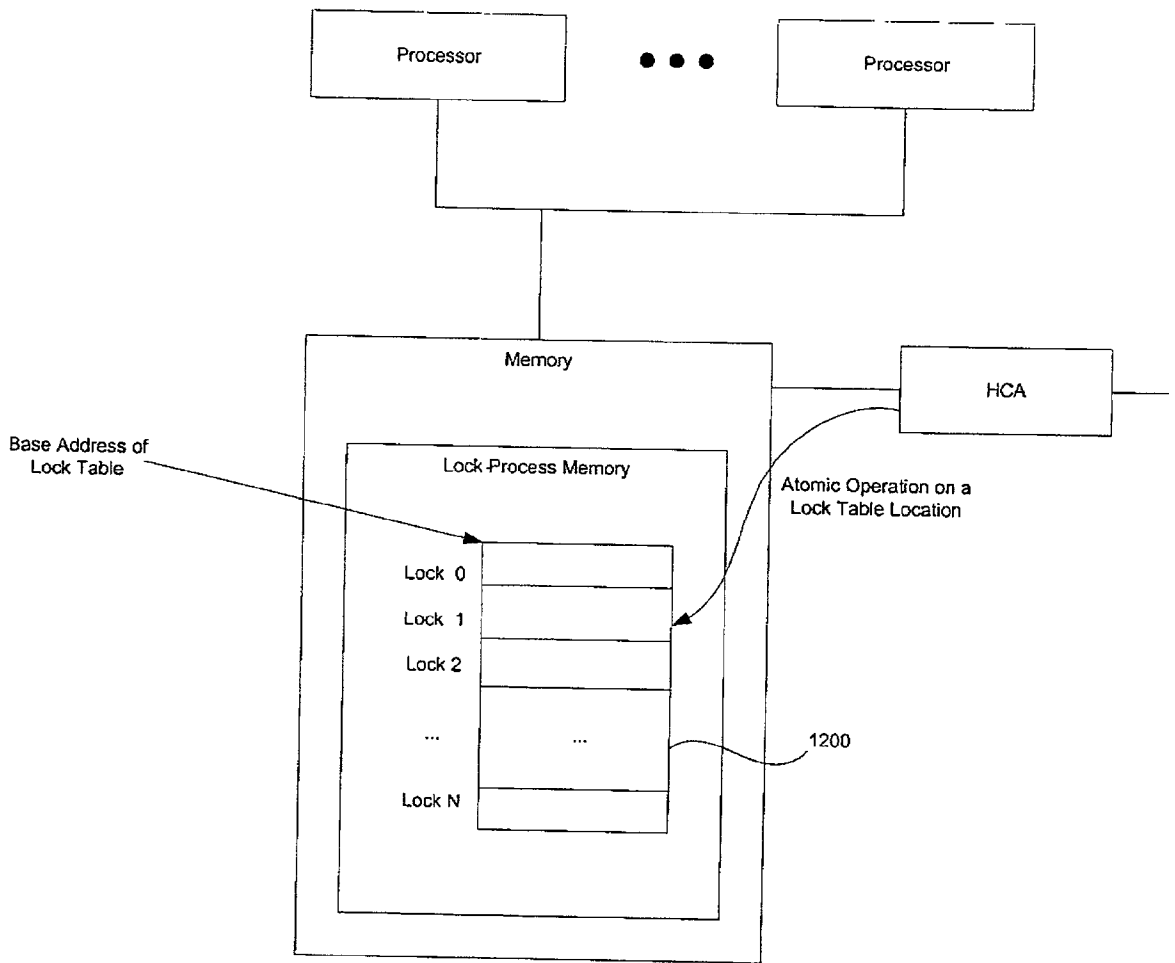 Processor
Processor
Memory
HCA
Base Address of
Lock Table
Lock-Process Memory
Atomic Operation on a
Lock Table Location
Lock 0
Lock 1
Lock 2
...
...
1200
Lock N